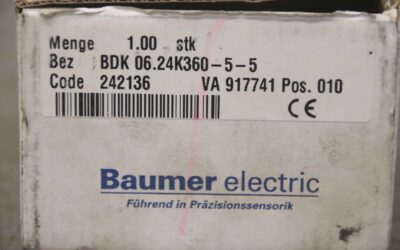 Menge 1.00 stk
Bez BDK 06.24K360-5-5
Code 242136 VA 917741 Pos. 010
CE
Baumer electric
Führend in Präzisionssensorik